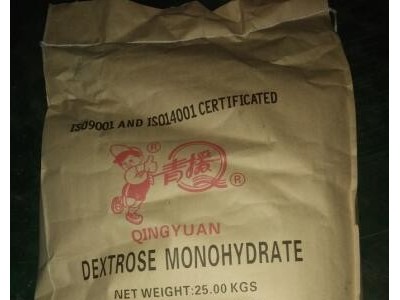 ISO9001 AND ISO14001 CERTIFICATED
青援
® ®
QINGYUAN
DEXTROSE MONOHYDRATE
NET WEIGHT:25.00 KGS